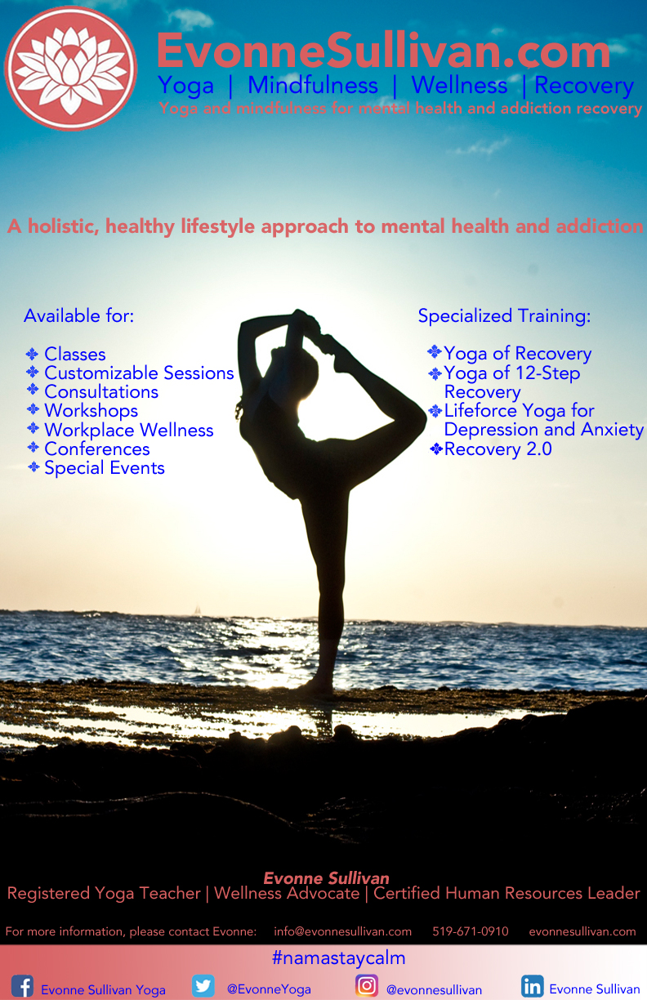 EvonneSullivan.com
Yoga | Mindfulness | Wellness | Recovery
Yoga and mindfulness for mental health and addiction recovery
A holistic, healthy lifestyle approach to mental health and addiction
Available for:
Classes
Customizable Sessions
Consultations
Workshops
Workplace Wellness
Conferences
Special Events
Specialized Training:
Yoga of Recovery
Yoga of 12-Step
Recovery
Lifeforce Yoga for
Depression and Anxiety
Recovery 2.0
Evonne Sullivan
Registered Yoga Teacher | Wellness Advocate | Certified Human Resources Leader
For more information, please contact Evonne: info@evonnesullivan.com 519-671-0910 evonnesullivan.com
#namastaycalm
Evonne Sullivan Yoga @EvonneYoga @evonnesullivan Evonne Sullivan